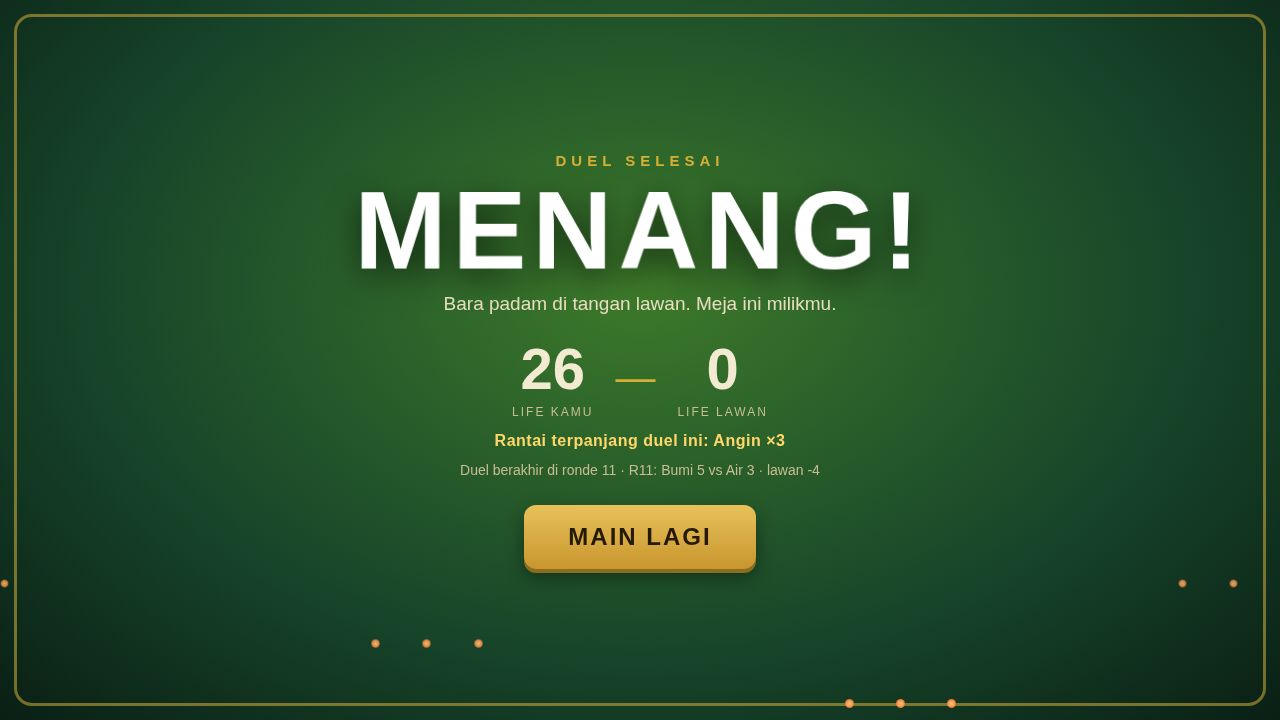 DUEL SELESAI
MENANG!
Bara padam di tangan lawan. Meja ini milikmu.
26 — 0
LIFE KAMU LIFE LAWAN
Rantai terpanjang duel ini: Angin ×3
Duel berakhir di ronde 11 · R11: Bumi 5 vs Air 3 · lawan -4
MAIN LAGI